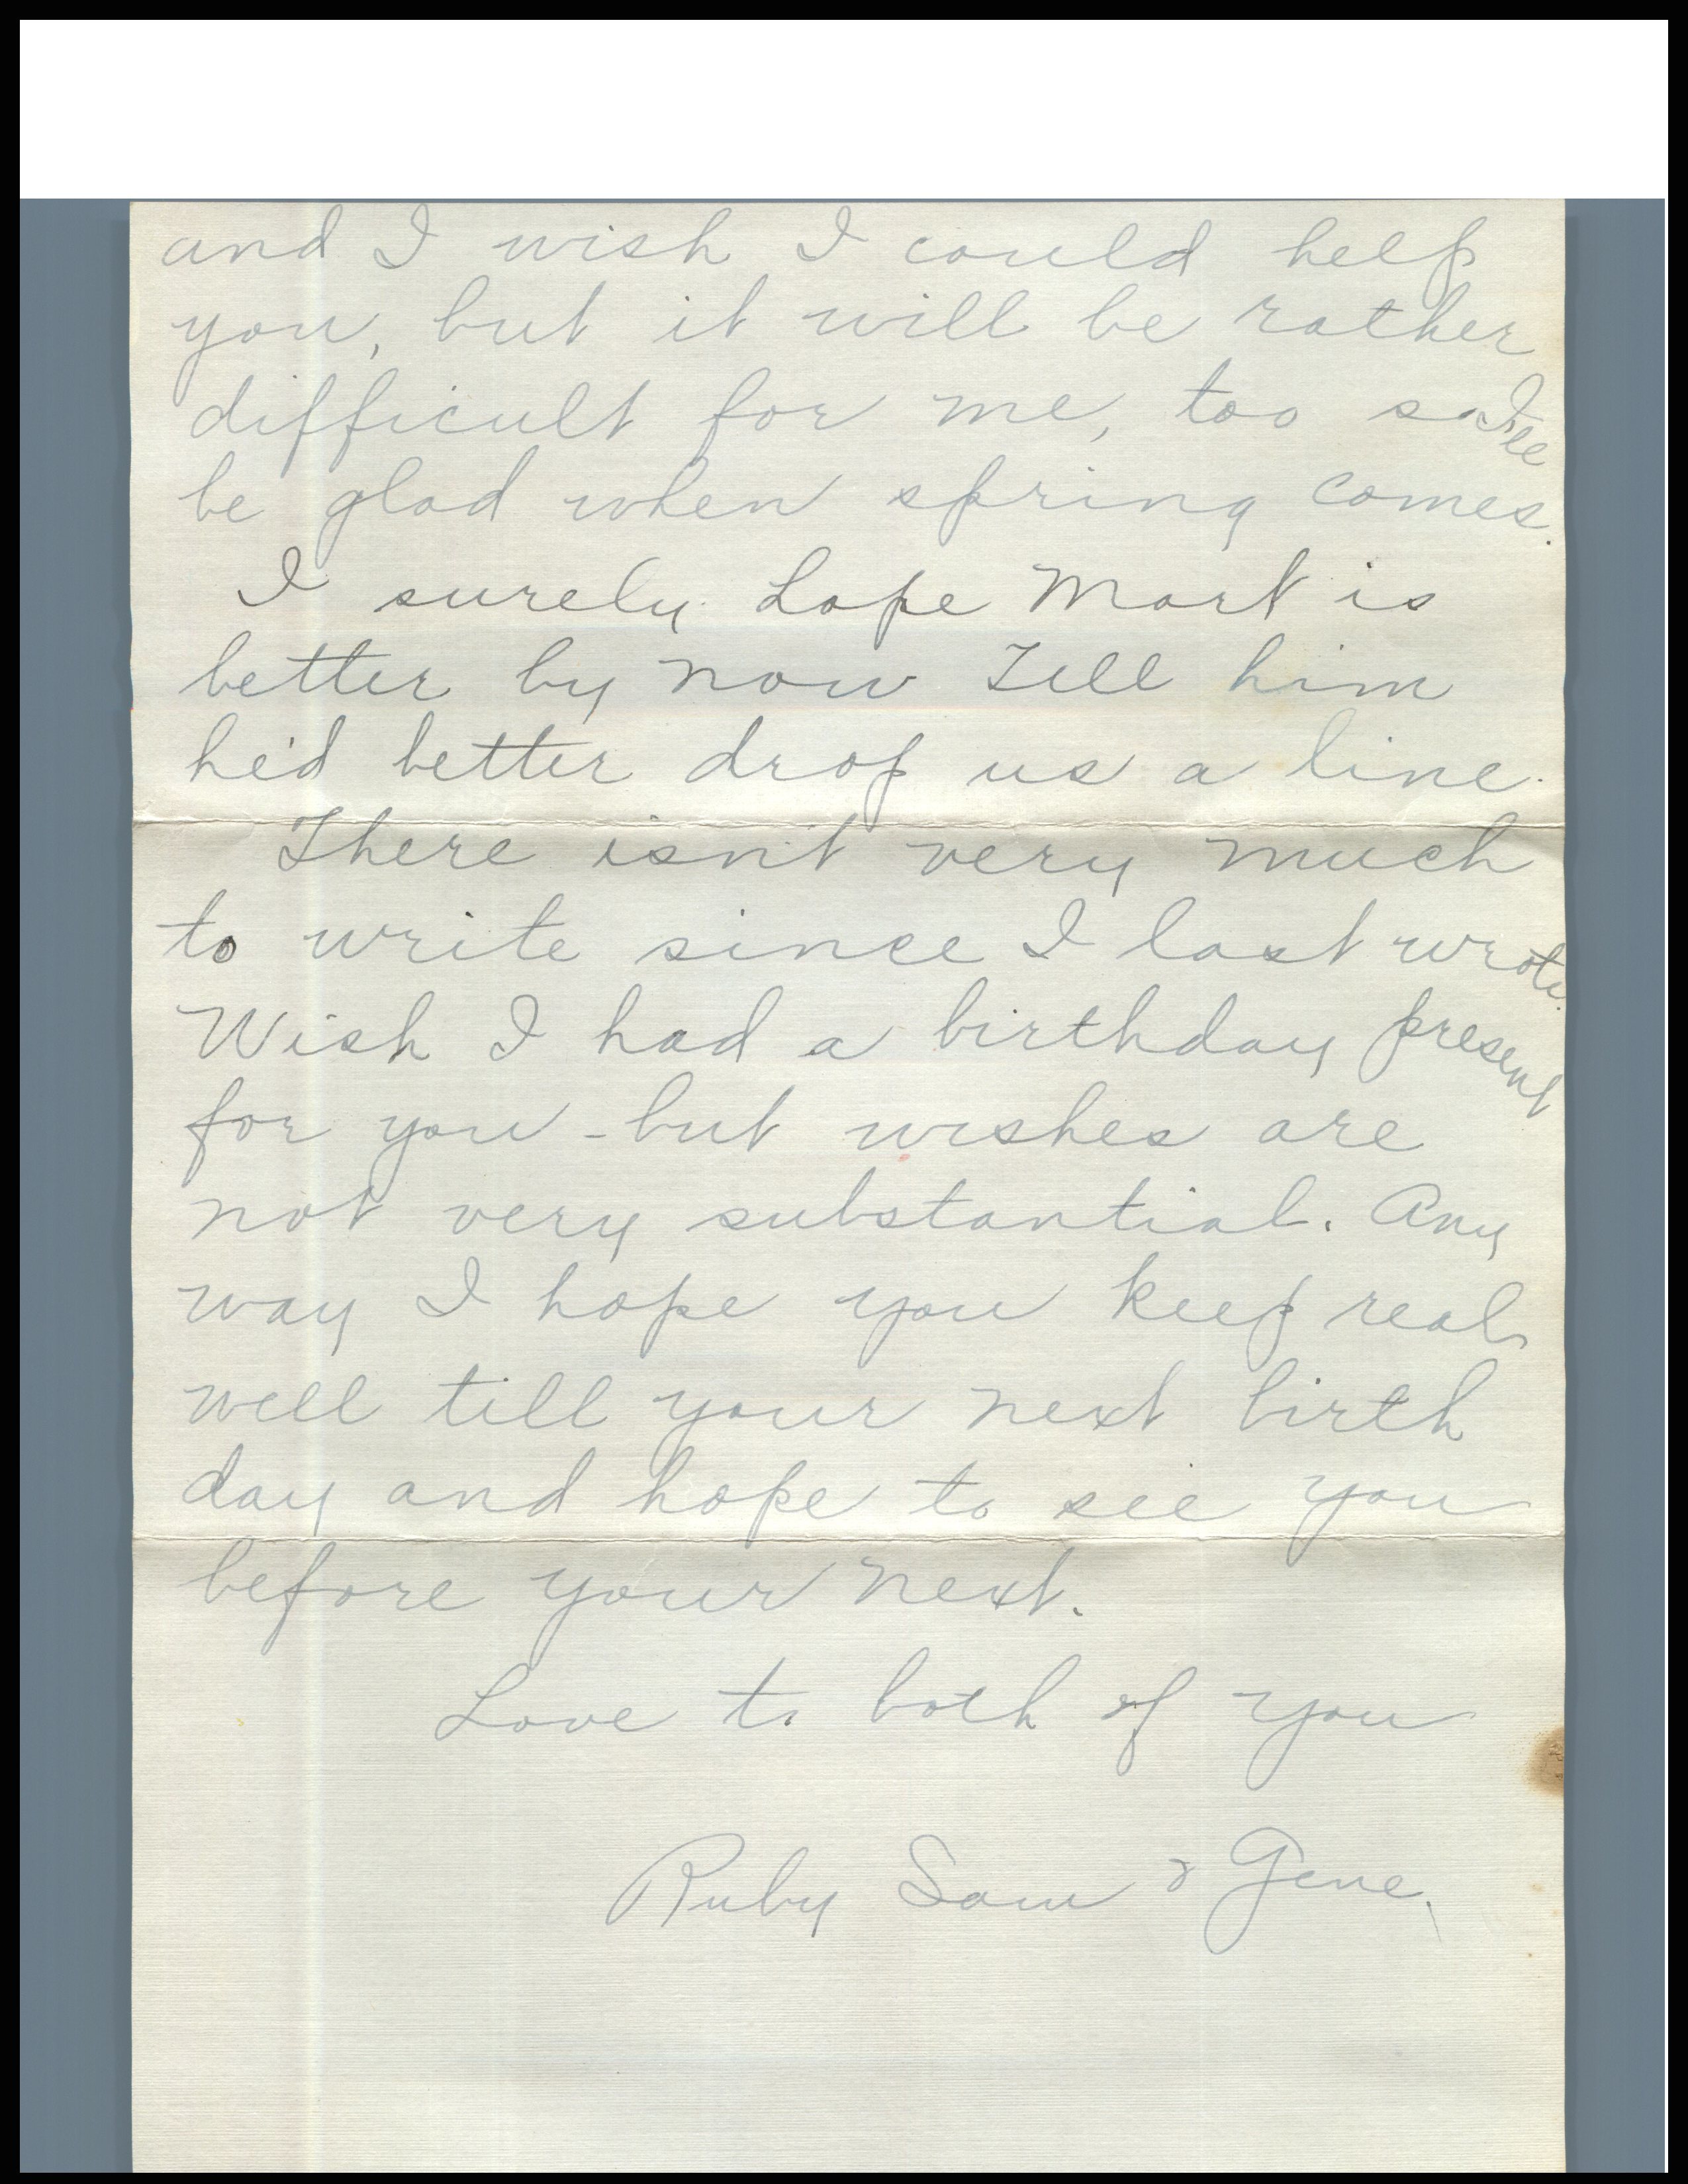 and I wish I could help
you, but it will be rather
difficult for me, too so I'll
be glad when spring comes.
I surely hope Mart is
better by now Tell him
he'd better drop us a line.
There isn't very much
to write since I last wrote.
Wish I had a birthday present
for you - but wishes are
not very substantial. Any
way I hope you keep real
well till your next birth
day and hope to see you
before your next.
Love to both of you
Ruby Sam & Gene.